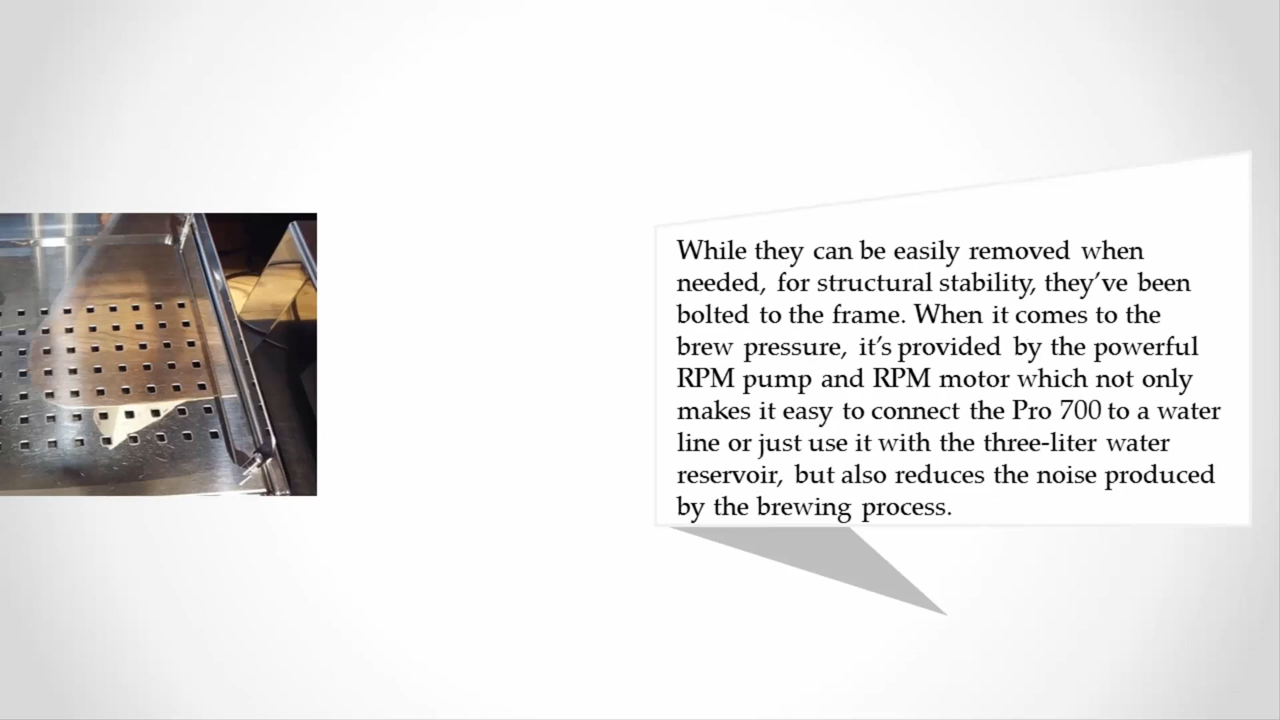 While they can be easily removed when
needed, for structural stability, they’ve been
bolted to the frame. When it comes to the
brew pressure, it’s provided by the powerful
RPM pump and RPM motor which not only
makes it easy to connect the Pro 700 to a water
line or just use it with the three-liter water
reservoir, but also reduces the noise produced
by the brewing process.